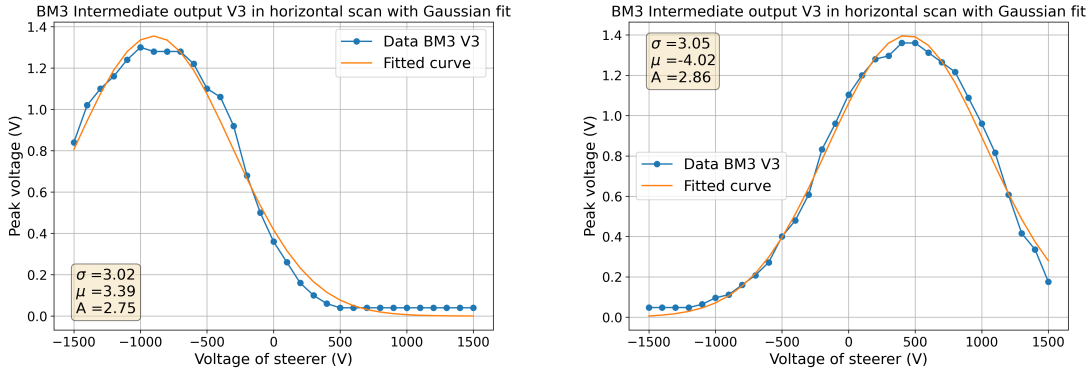 BM3 Intermediate output V3 in horizontal scan with Gaussian fit
1.4
1.2
1.0
0.8
0.6
0.4
0.2
0.0
Peak voltage (V)
Data BM3 V3
Fitted curve
σ =3.02
μ =3.39
A =2.75
−1500
−1000
−500
0
500
1000
1500
Voltage of steerer (V)
BM3 Intermediate output V3 in horizontal scan with Gaussian fit
1.4
1.2
1.0
0.8
0.6
0.4
0.2
0.0
Peak voltage (V)
σ =3.05
μ =-4.02
A =2.86
Data BM3 V3
Fitted curve
−1500
−1000
−500
0
500
1000
1500
Voltage of steerer (V)